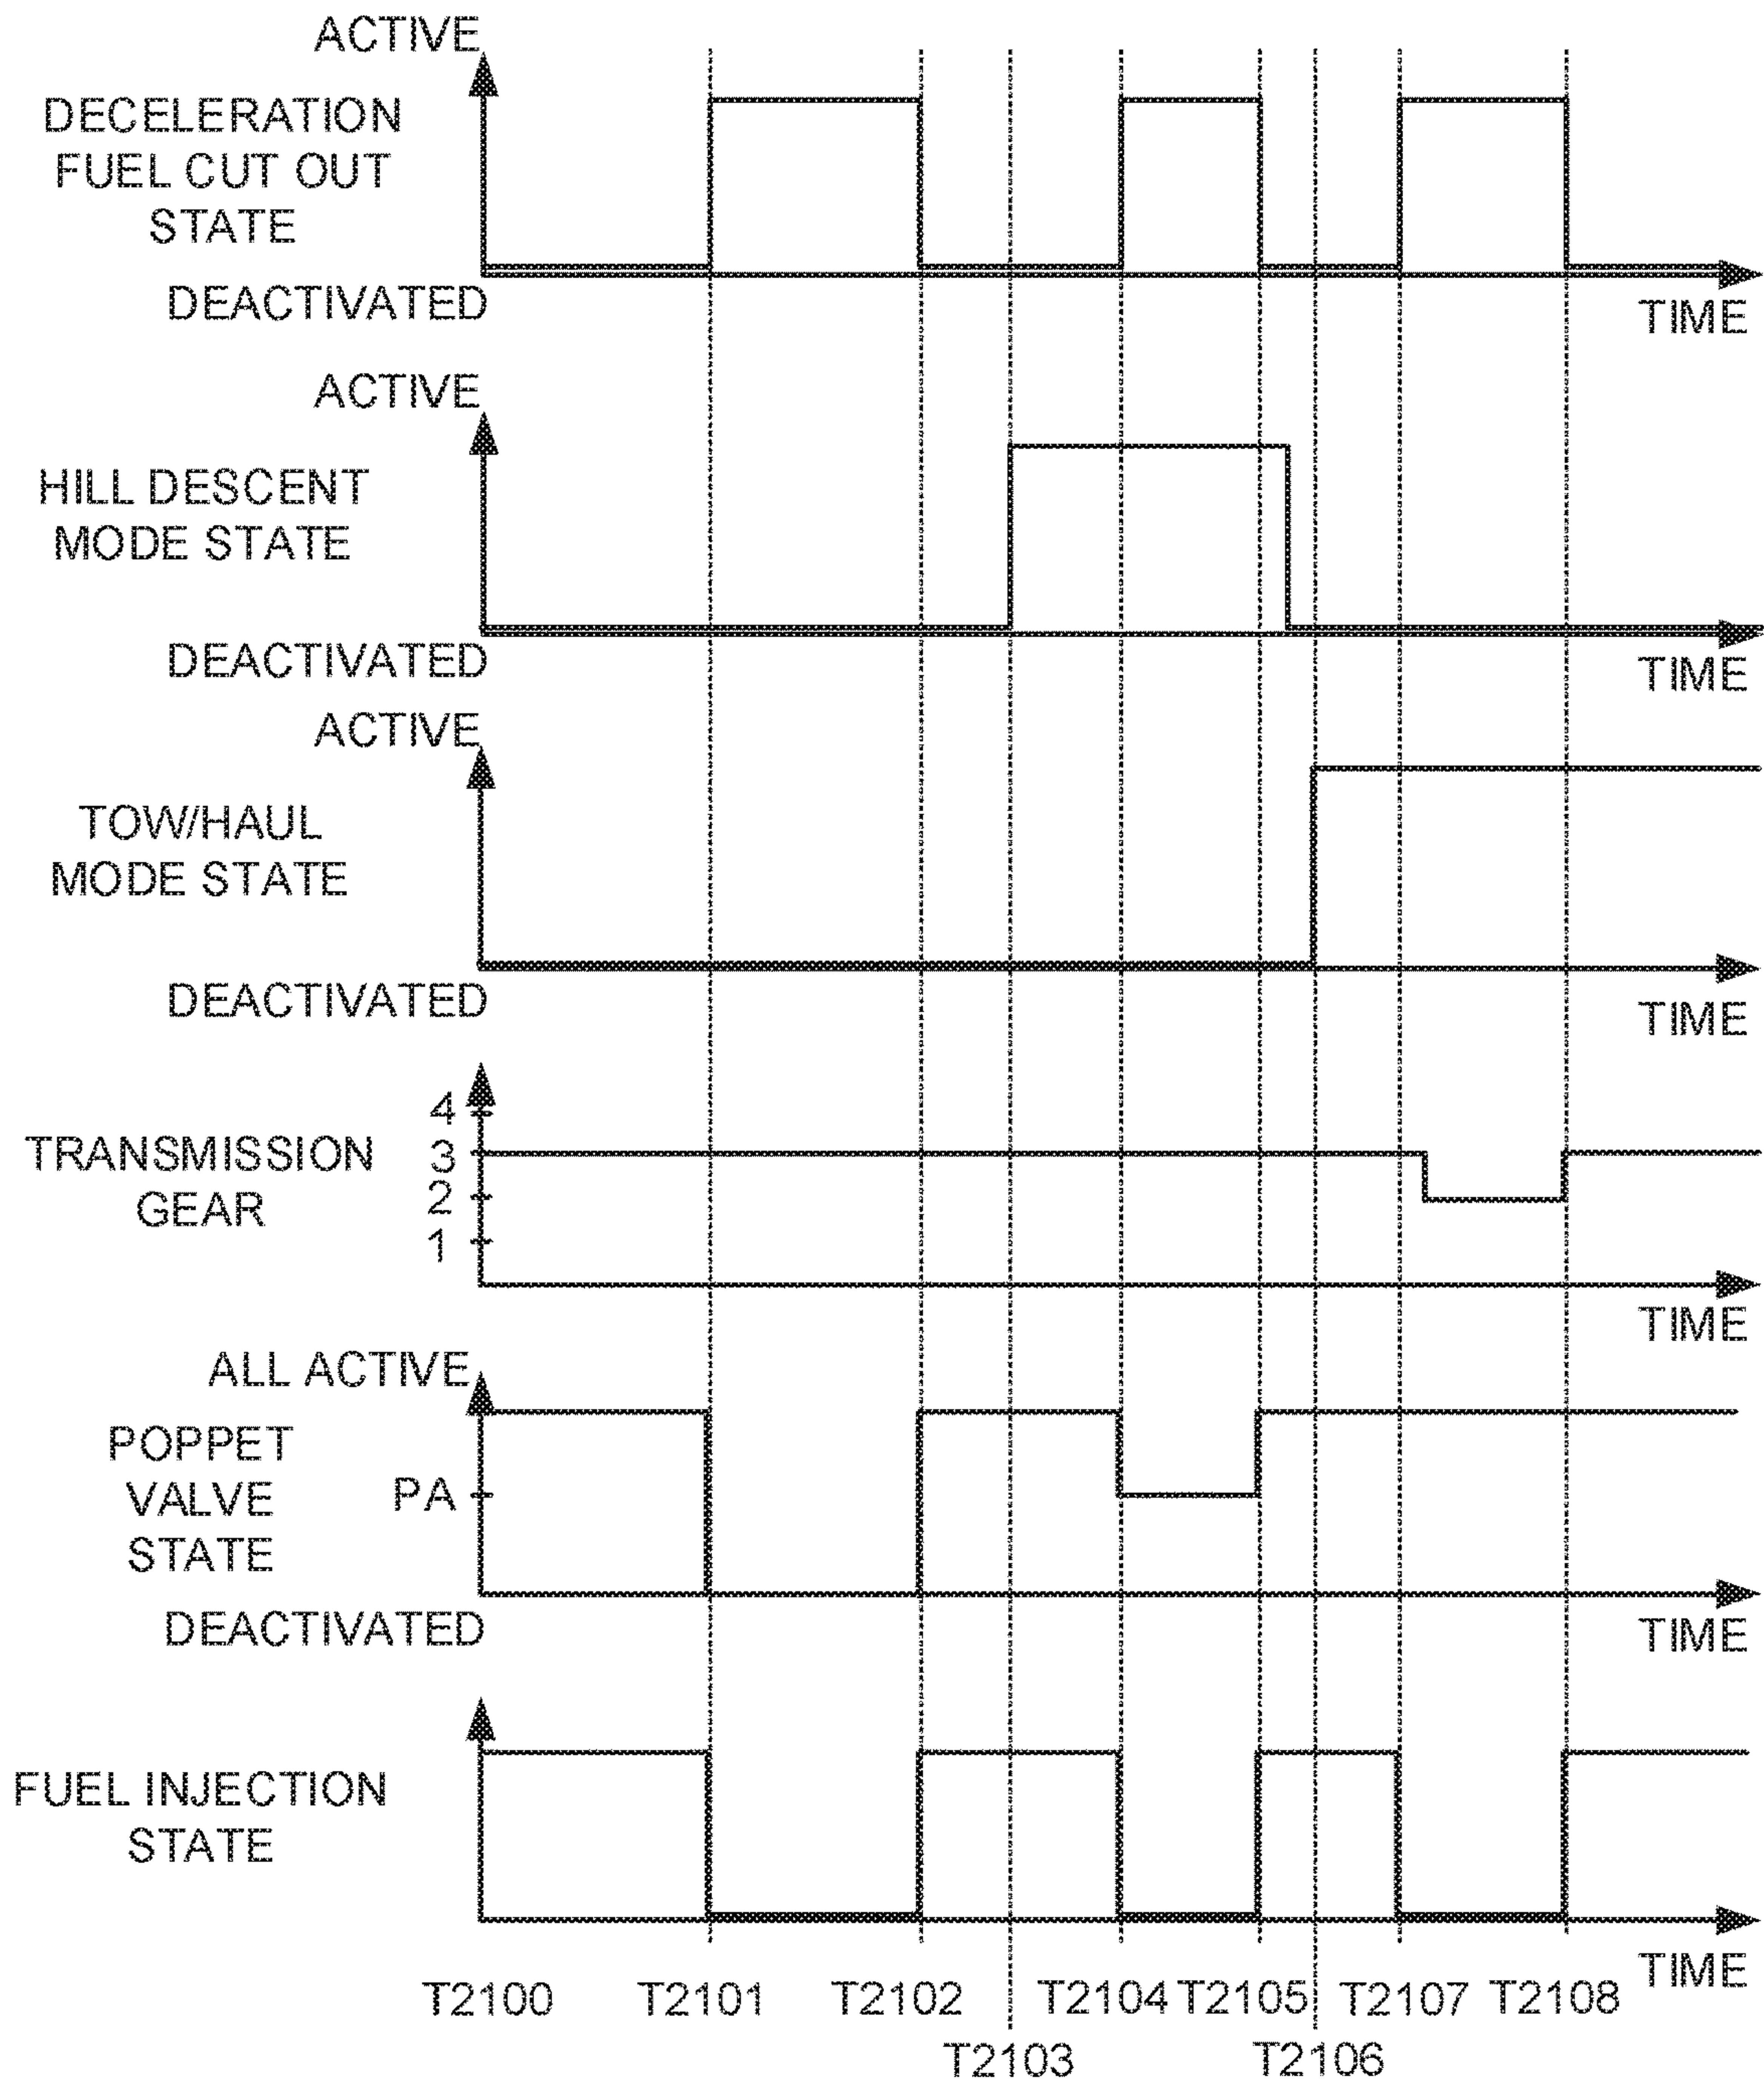 ACTIVE
DECELERATION
FUEL CUT OUT
STATE
DEACTIVATED
TIME
ACTIVE
HILL DESCENT
MODE STATE
DEACTIVATED
TIME
ACTIVE
TOW/HAUL
MODE STATE
DEACTIVATED
TIME
4
TRANSMISSION
GEAR
3
2
1
TIME
ALL ACTIVE
POPPET
VALVE
STATE
PA
DEACTIVATED
TIME
FUEL INJECTION
STATE
TIME
T2100 T2101 T2102 T2104 T2105 T2107 T2108
T2103 T2106